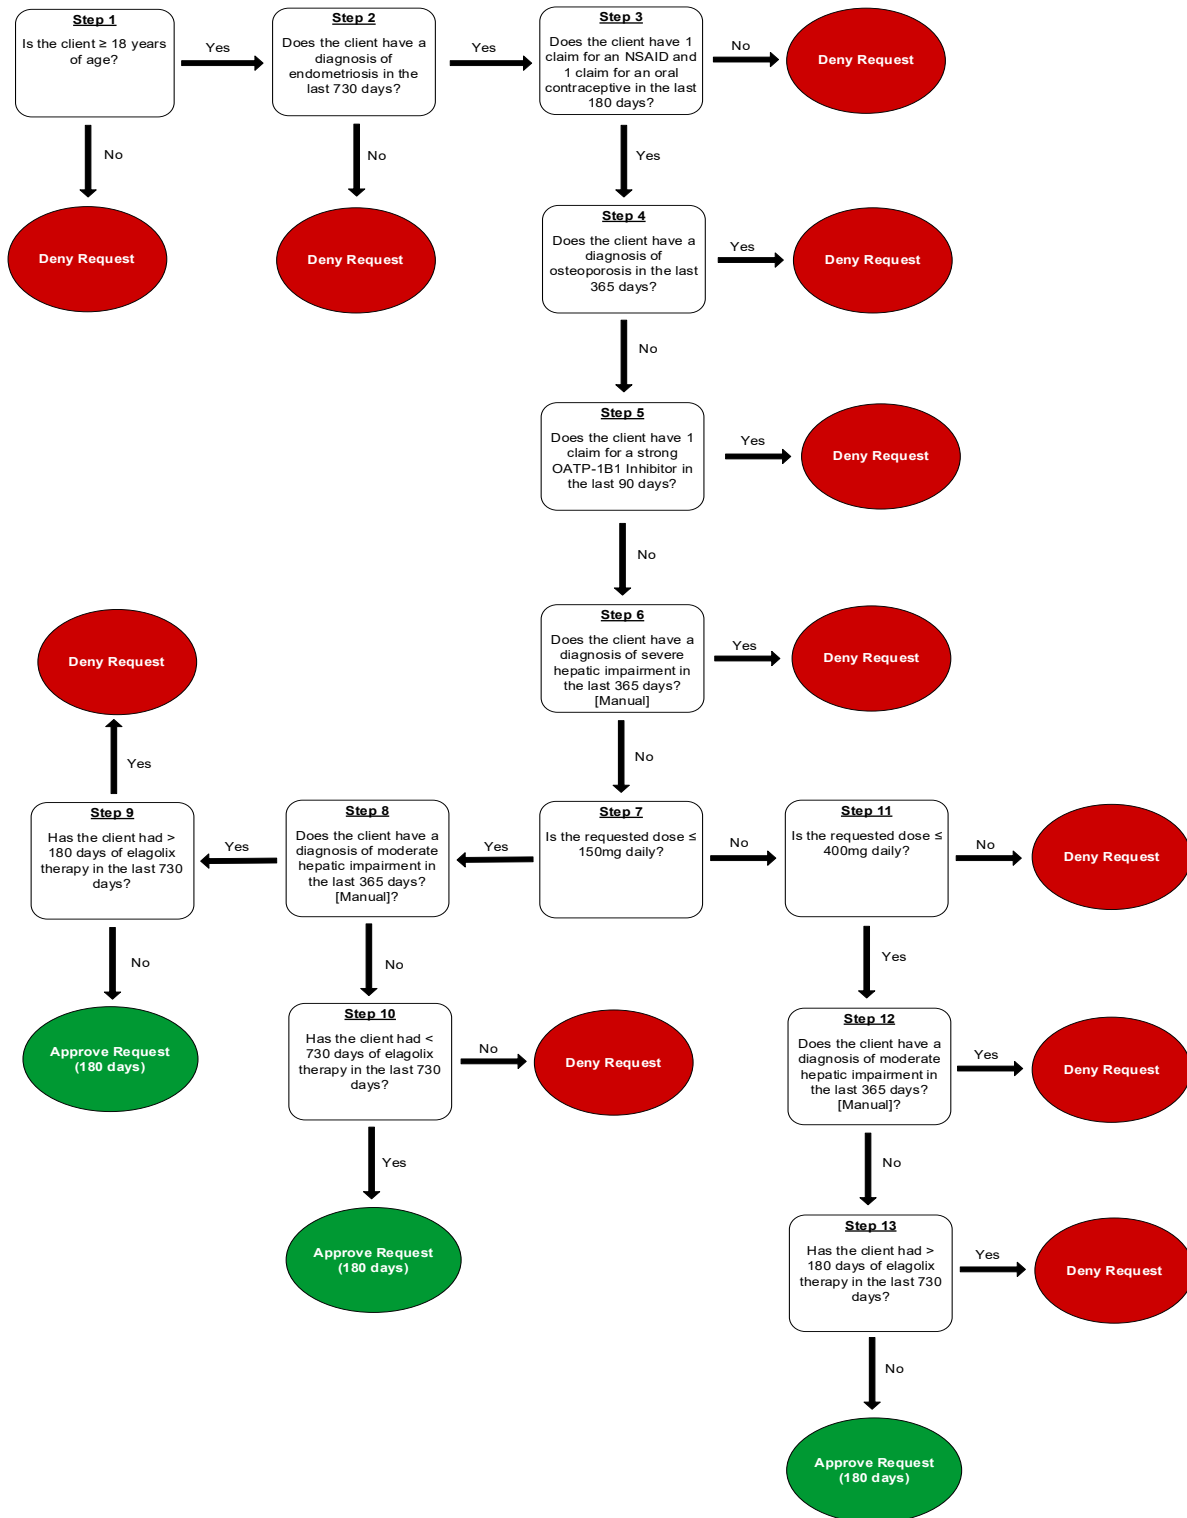 Step 1
Is the client ≥ 18 years
of age?
Yes
No
Deny Request
Step 2
Does the client have a
diagnosis of
endometriosis in the
last 730 days?
Yes
No
Deny Request
Step 3
Does the client have 1
claim for an NSAID and
1 claim for an oral
contraceptive in the last
180 days?
No
Deny Request
Yes
Step 4
Does the client have a
diagnosis of
osteoporosis in the last
365 days?
Yes
Deny Request
No
Step 5
Does the client have 1
claim for a strong
OATP-1B1 Inhibitor in
the last 90 days?
Yes
Deny Request
No
Step 6
Does the client have a
diagnosis of severe
hepatic impairment in
the last 365 days?
[Manual]
Yes
Deny Request
No
Step 7
Is the requested dose ≤
150mg daily?
Yes
No
Step 8
Does the client have a
diagnosis of moderate
hepatic impairment in
the last 365 days?
[Manual]?
Yes
No
Step 9
Has the client had >
180 days of elagolix
therapy in the last 730
days?
Yes
Deny Request
No
Approve Request
(180 days)
Step 10
Has the client had <
730 days of elagolix
therapy in the last 730
days?
No
Deny Request
Yes
Approve Request
(180 days)
Step 11
Is the requested dose ≤
400mg daily?
No
Deny Request
Yes
Step 12
Does the client have a
diagnosis of moderate
hepatic impairment in
the last 365 days?
[Manual]?
Yes
Deny Request
No
Step 13
Has the client had >
180 days of elagolix
therapy in the last 730
days?
Yes
Deny Request
No
Approve Request
(180 days)